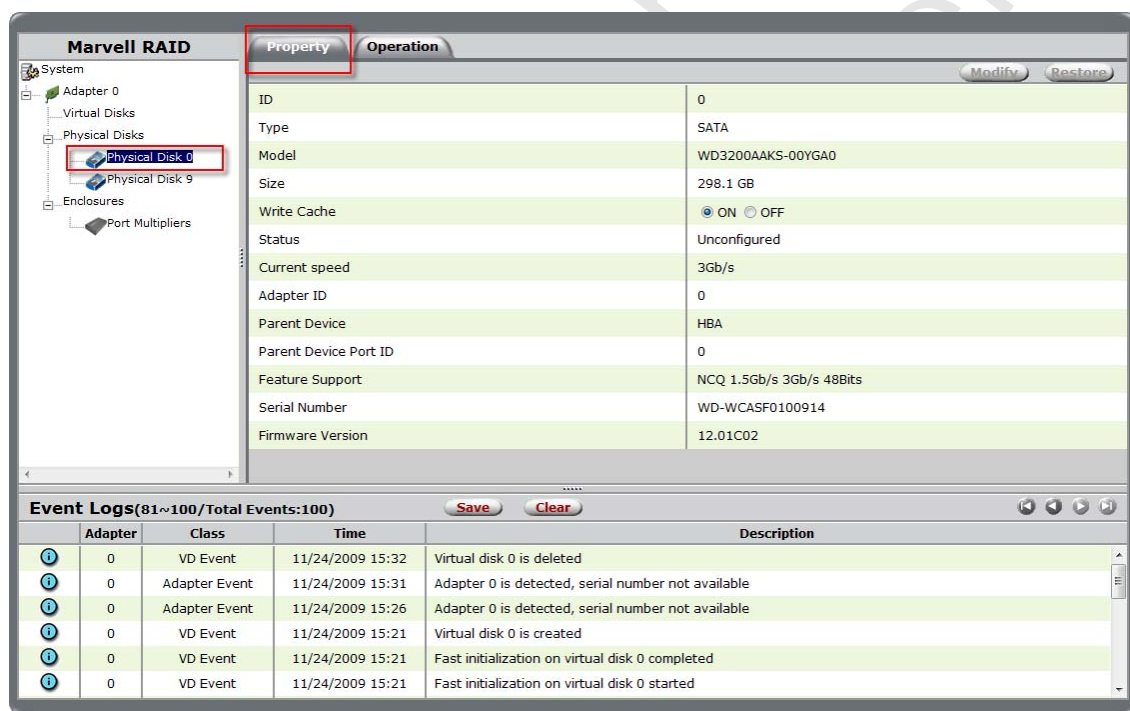 Marvell RAID
System
Adapter 0
Virtual Disks
Physical Disks
Physical Disk 0
Physical Disk 9
Enclosures
Port Multipliers
Property Operation
Modify Restore
ID 0
Type SATA
Model WD3200AAKS-00YGA0
Size 298.1 GB
Write Cache ON OFF
Status Unconfigured
Current speed 3Gb/s
Adapter ID 0
Parent Device HBA
Parent Device Port ID 0
Feature Support NCQ 1.5Gb/s 3Gb/s 48Bits
Serial Number WD-WCASF0100914
Firmware Version 12.01C02
Event Logs(81~100/Total Events:100) Save Clear
Adapter Class Time Description
0 VD Event 11/24/2009 15:32 Virtual disk 0 is deleted
0 Adapter Event 11/24/2009 15:31 Adapter 0 is detected, serial number not available
0 Adapter Event 11/24/2009 15:26 Adapter 0 is detected, serial number not available
0 VD Event 11/24/2009 15:21 Virtual disk 0 is created
0 VD Event 11/24/2009 15:21 Fast initialization on virtual disk 0 completed
0 VD Event 11/24/2009 15:21 Fast initialization on virtual disk 0 started